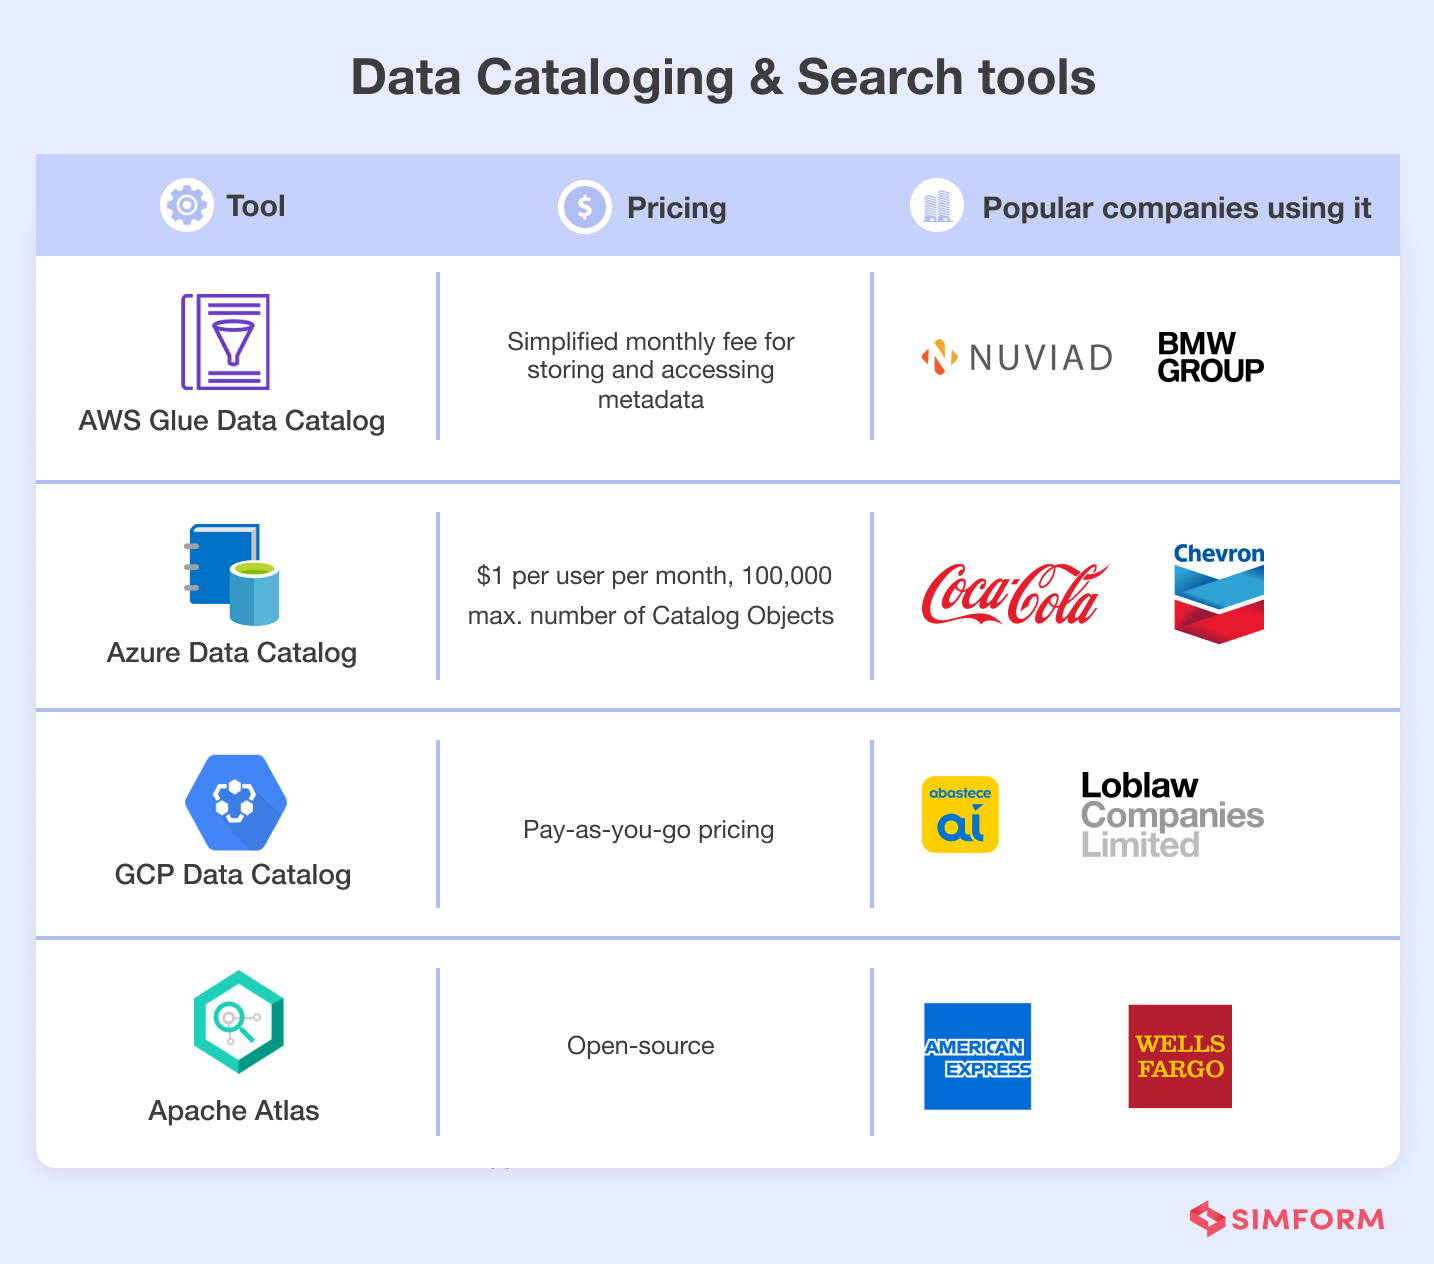 Data Cataloging & Search tools
Tool
Pricing
Popular companies using it
AWS Glue Data Catalog
Simplified monthly fee for
storing and accessing
metadata
NUVIAD
BMW
GROUP
Azure Data Catalog
$1 per user per month, 100,000
max. number of Catalog Objects
Coca-Cola
Chevron
GCP Data Catalog
Pay-as-you-go pricing
abastece
aí
Loblaw
Companies
Limited
Apache Atlas
Open-source
AMERICAN
EXPRESS
WELLS
FARGO
SIMFORM